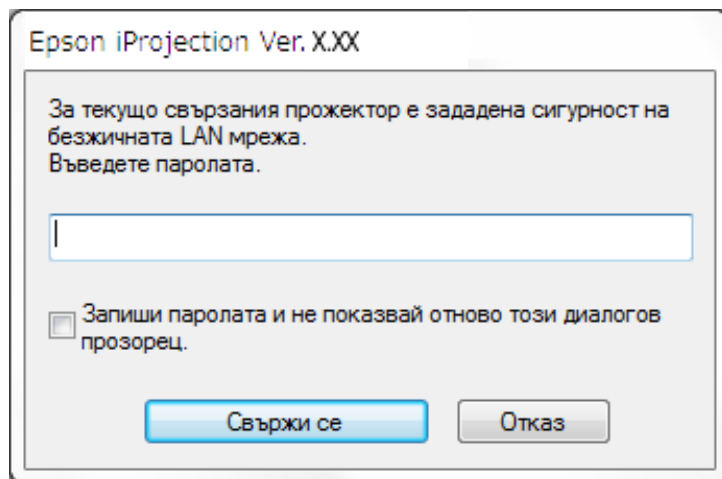 Epson iProjection Ver. X.XX
За текущо свързания прожектор е зададена сигурност на
безжичната LAN мрежа.
Въведете паролата.
Запиши паролата и не показвай отново този диалогов
прозорец.
Свържи се
Отказ